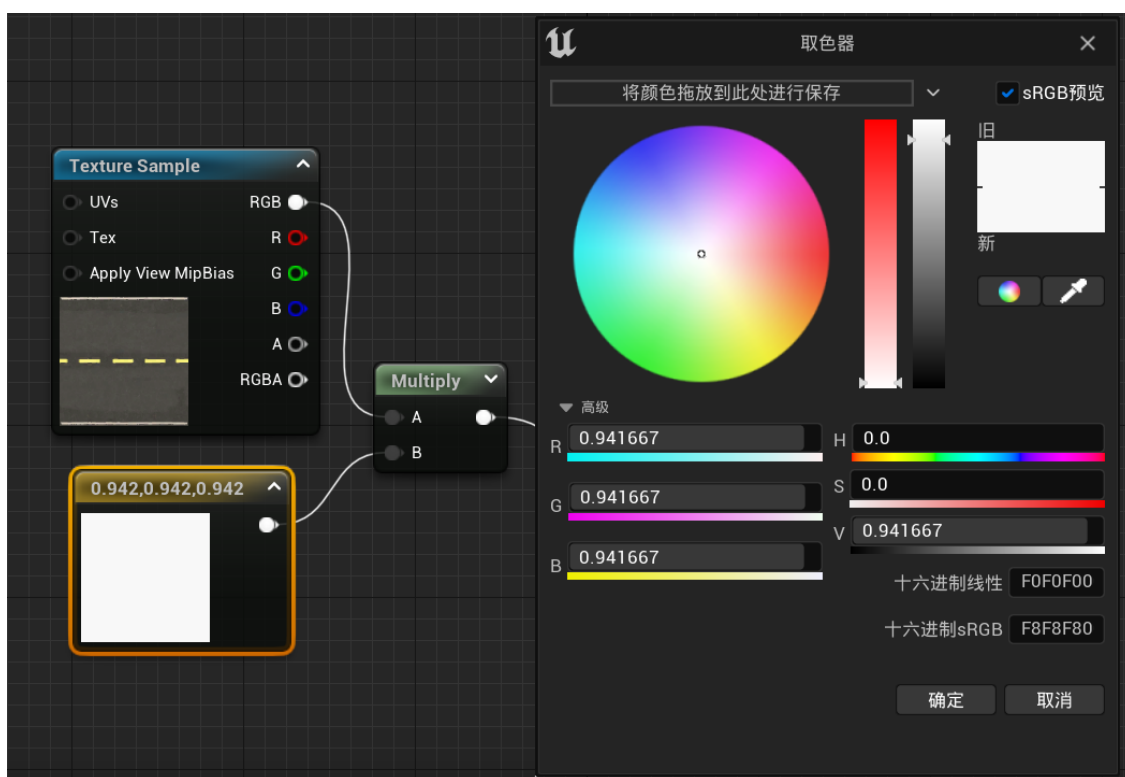 取色器
将颜色拖放到此处进行保存
sRGB预览
旧
新
Texture Sample
UVs
RGB
Tex
R
Apply View MipBias
G
B
A
RGBA
Multiply
A
B
0.942,0.942,0.942
高级
R
0.941667
H
0.0
G
0.941667
S
0.0
V
0.941667
B
0.941667
十六进制线性
F0F0F00
十六进制sRGB
F8F8F80
确定
取消